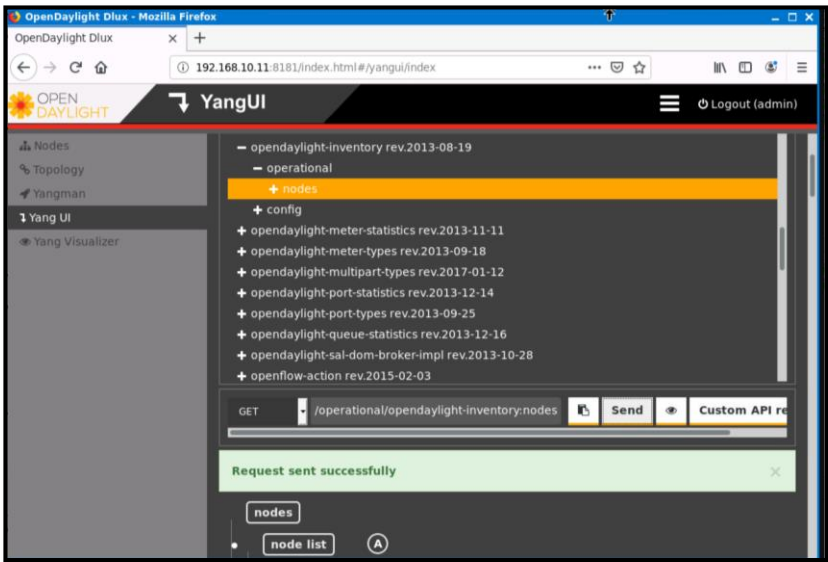 OpenDaylight Dlux - Mozilla Firefox
OpenDaylight Dlux
192.168.10.11:8181/index.html#/yangui/index
OPEN
DAYLIGHT
YangUI
Logout (admin)
Nodes
Topology
Yangman
Yang UI
Yang Visualizer
opendaylight-inventory rev.2013-08-19
operational
nodes
config
opendaylight-meter-statistics rev.2013-11-11
opendaylight-meter-types rev.2013-09-18
opendaylight-multipart-types rev.2017-01-12
opendaylight-port-statistics rev.2013-12-14
opendaylight-port-types rev.2013-09-25
opendaylight-queue-statistics rev.2013-12-16
opendaylight-sal-dom-broker-impl rev.2013-10-28
openflow-action rev.2015-02-03
GET /operational/opendaylight-inventory:nodes Send Custom API re
Request sent successfully
nodes
node list A